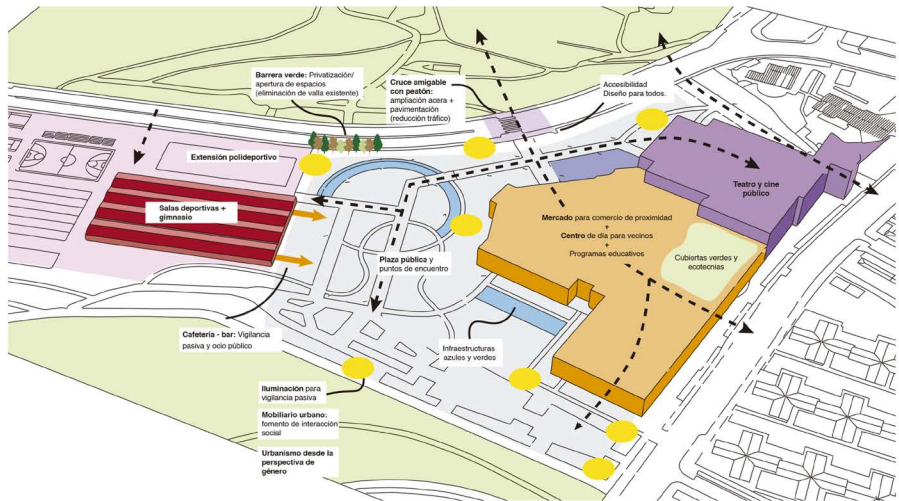 Barrera verde: Privatización/
apertura de espacios
(eliminación de valla existente)
Cruce amigable
con peatón:
ampliación acera +
pavimentación
(reducción tráfico)
Accesibilidad
Diseño para todos.
Extensión polideportivo
Salas deportivas +
gimnasio
Teatro y cine
público
Mercado para comercio de proximidad
+
Centro de día para vecinos
+
Programas educativos
Cubiertas verdes y
ecotecnias
Plaza pública y
puntos de encuentro
Cafetería - bar: Vigilancia
pasiva y ocio público
Infraestructuras
azules y verdes
Iluminación para
vigilancia pasiva
Mobiliario urbano:
fomento de interacción
social
Urbanismo desde la
perspectiva de
género